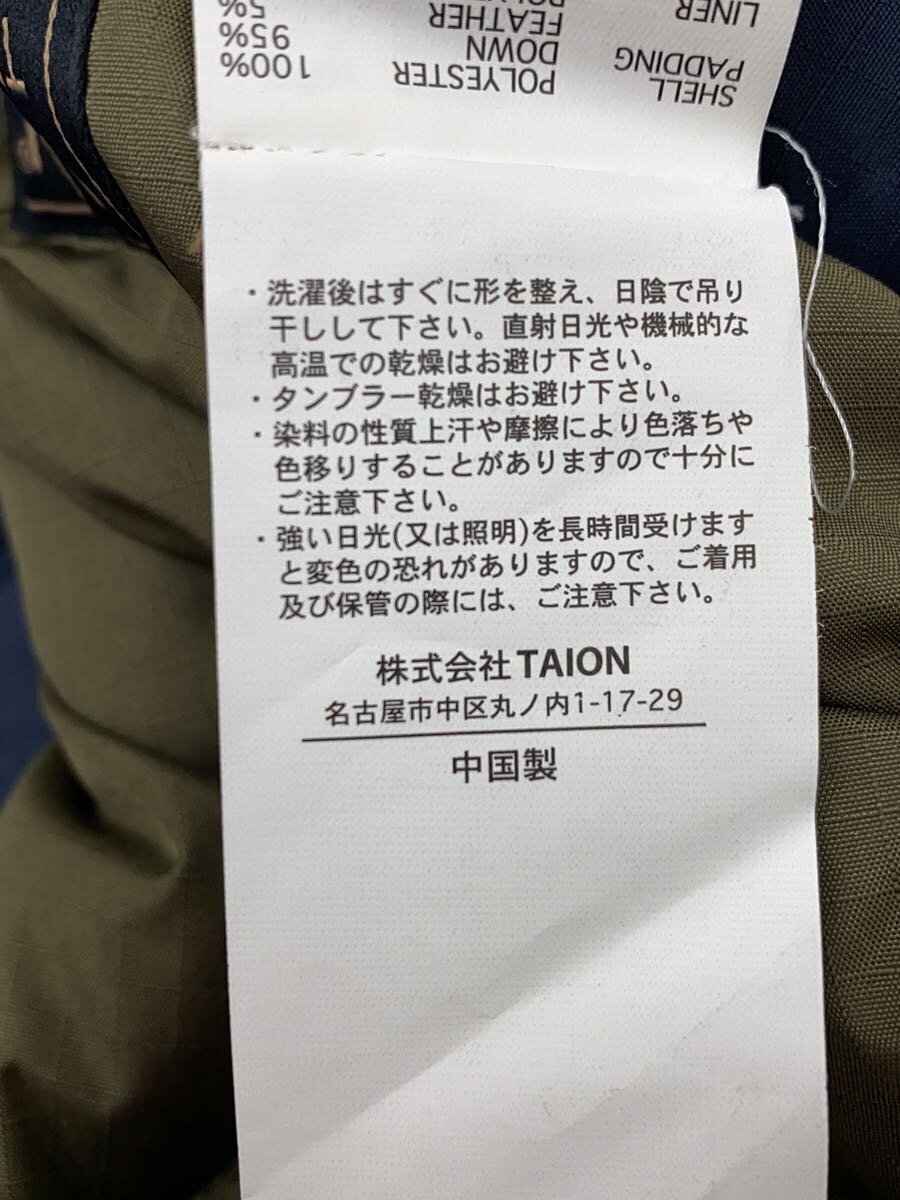 SHELL POLYESTER 100%
PADDING DOWN 95%
FEATHER 5%
LINER
・洗濯後はすぐに形を整え、日陰で吊り
干しして下さい。直射日光や機械的な
高温での乾燥はお避け下さい。
・タンブラー乾燥はお避け下さい。
・染料の性質上汗や摩擦により色落ちや
色移りすることがありますので十分に
ご注意下さい。
・強い日光(又は照明)を長時間受けます
と変色の恐れがありますので、ご着用
及び保管の際には、ご注意下さい。
株式会社 TAION
名古屋市中区丸ノ内1-17-29
中国製